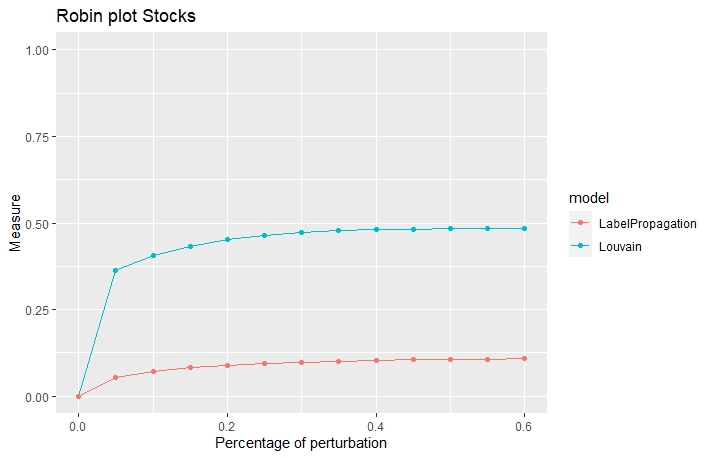 Robin plot Stocks
1.00
0.75
0.50
0.25
0.00
Measure
0.0 0.2 0.4 0.6
Percentage of perturbation
model
LabelPropagation
Louvain